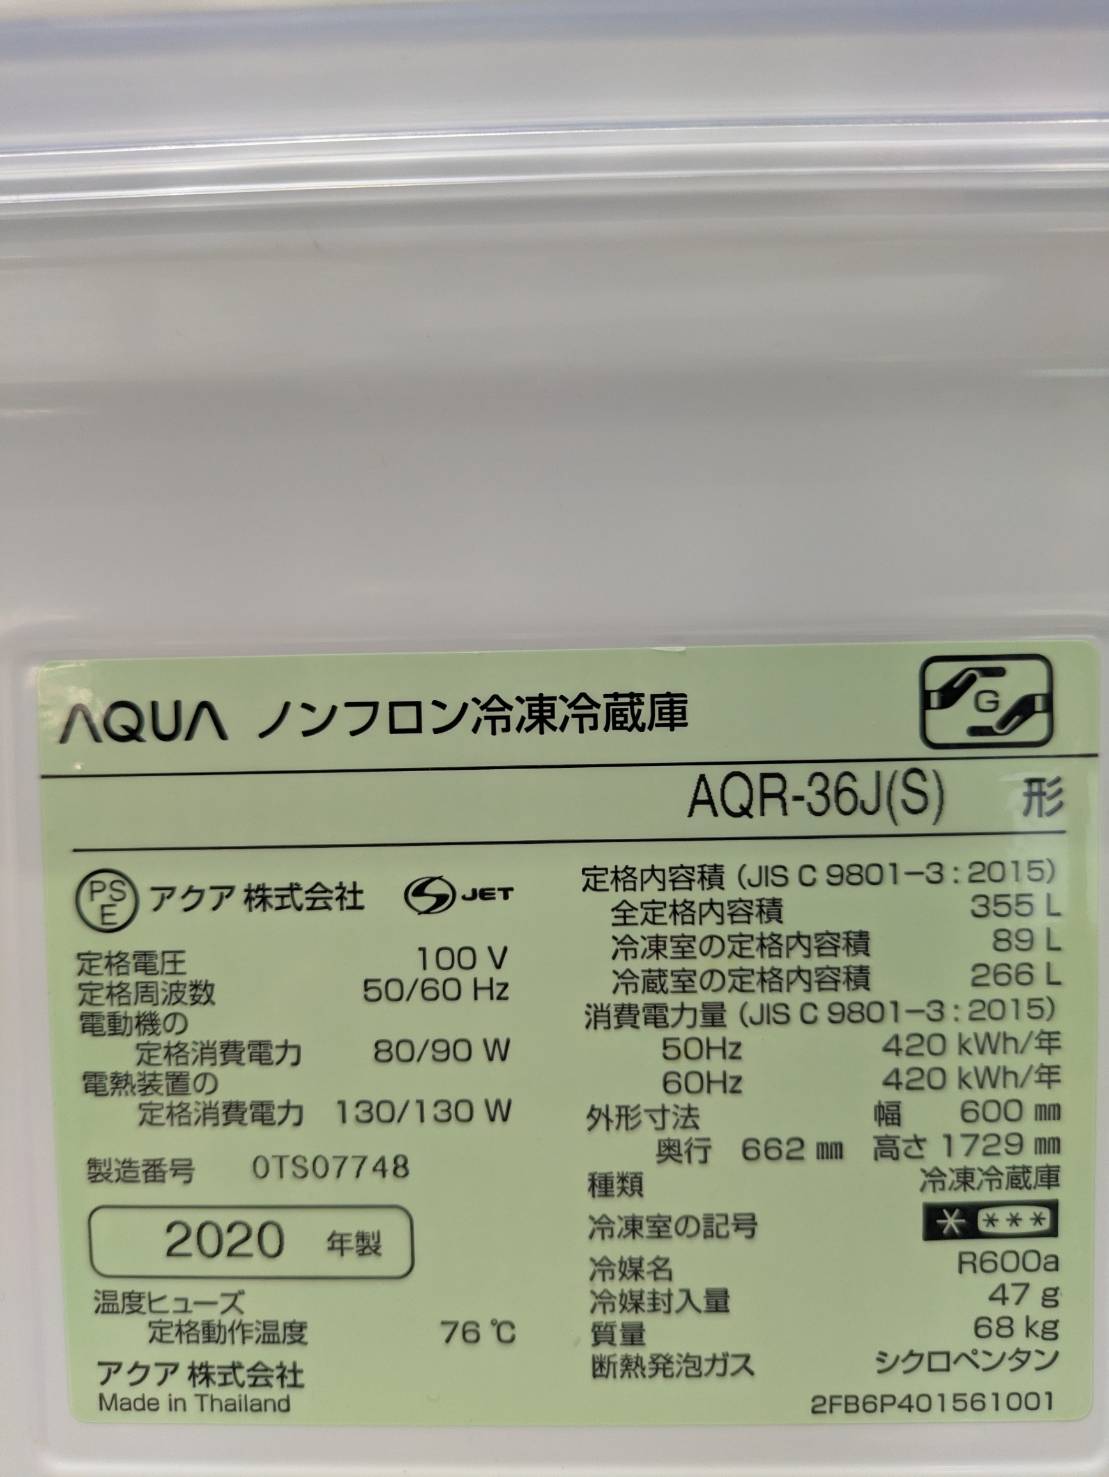 AQUA ノンフロン冷凍冷蔵庫
G
AQR-36J(S) 形
PS
E
アクア 株式会社
JET
定格電圧 100 V
定格周波数 50/60 Hz
電動機の
定格消費電力 80/90 W
電熱装置の
定格消費電力 130/130 W
製造番号 0TS07748
2020 年製
温度ヒューズ
定格動作温度 76 ℃
アクア 株式会社
Made in Thailand
定格内容積 (JIS C 9801−3 : 2015)
全定格内容積 355 L
冷凍室の定格内容積 89 L
冷蔵室の定格内容積 266 L
消費電力量 (JIS C 9801−3 : 2015)
50Hz 420 kWh/年
60Hz 420 kWh/年
外形寸法 幅 600 ㎜
奥行 662 ㎜ 高さ 1729 ㎜
種類 冷凍冷蔵庫
冷凍室の記号 * ***
冷媒名 R600a
冷媒封入量 47 g
質量 68 kg
断熱発泡ガス シクロペンタン
2FB6P401561001